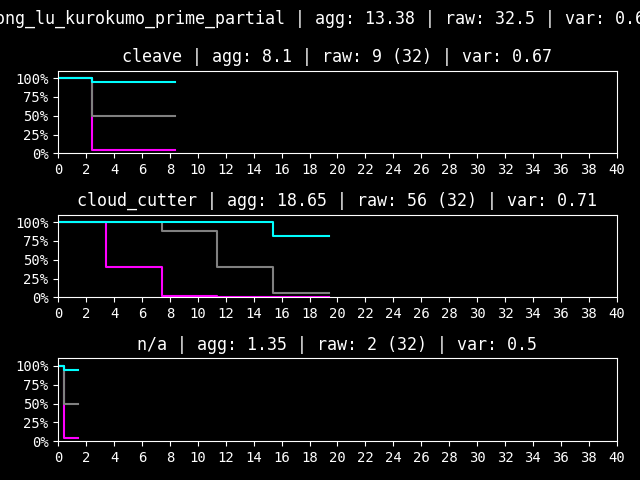 ong_lu_kurokumo_prime_partial | agg: 13.38 | raw: 32.5 | var: 0.6
cleave | agg: 8.1 | raw: 9 (32) | var: 0.67
100%
75%
50%
25%
0%
0 2 4 6 8 10 12 14 16 18 20 22 24 26 28 30 32 34 36 38 40
cloud_cutter | agg: 18.65 | raw: 56 (32) | var: 0.71
100%
75%
50%
25%
0%
0 2 4 6 8 10 12 14 16 18 20 22 24 26 28 30 32 34 36 38 40
n/a | agg: 1.35 | raw: 2 (32) | var: 0.5
100%
75%
50%
25%
0%
0 2 4 6 8 10 12 14 16 18 20 22 24 26 28 30 32 34 36 38 40